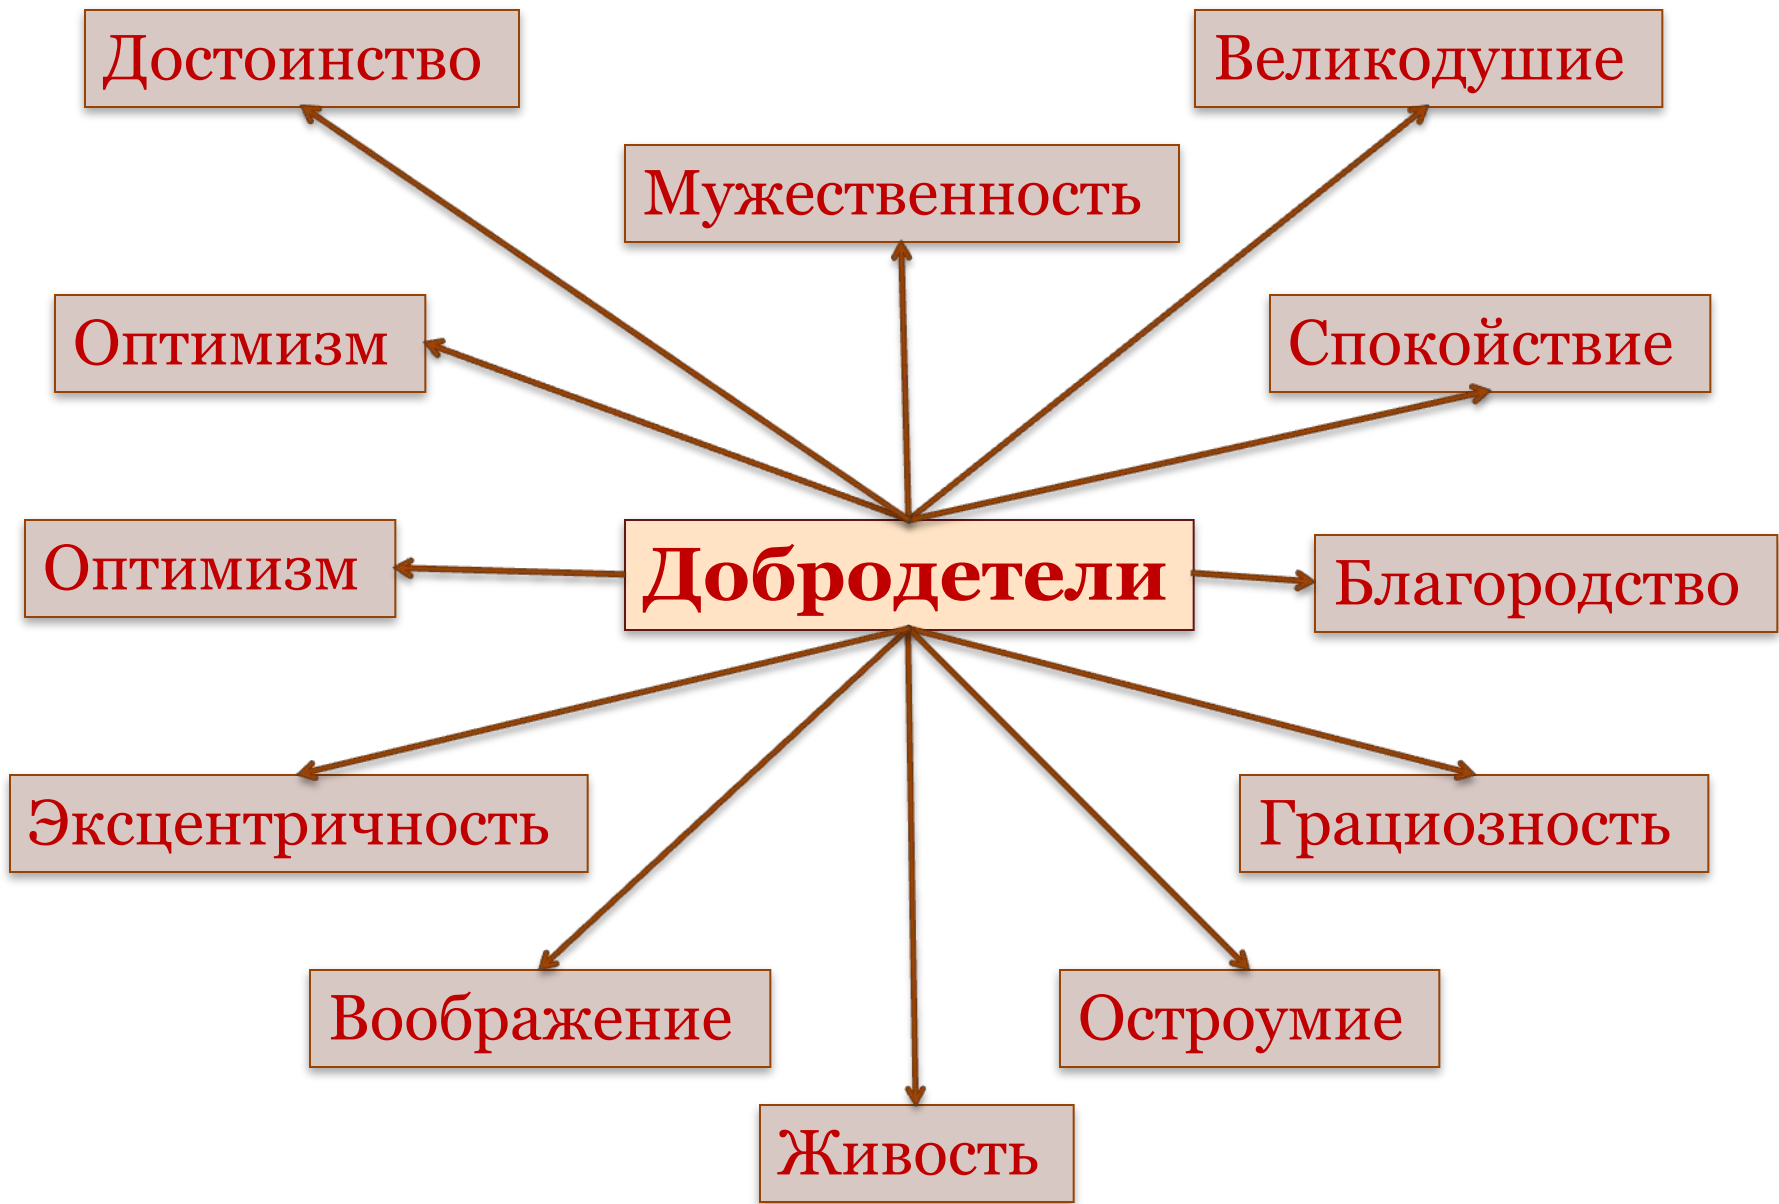 Достоинство
Великодушие
Мужественность
Оптимизм
Спокойствие
Оптимизм
Добродетели
Благородство
Эксцентричность
Грациозность
Воображение
Остроумие
Живость